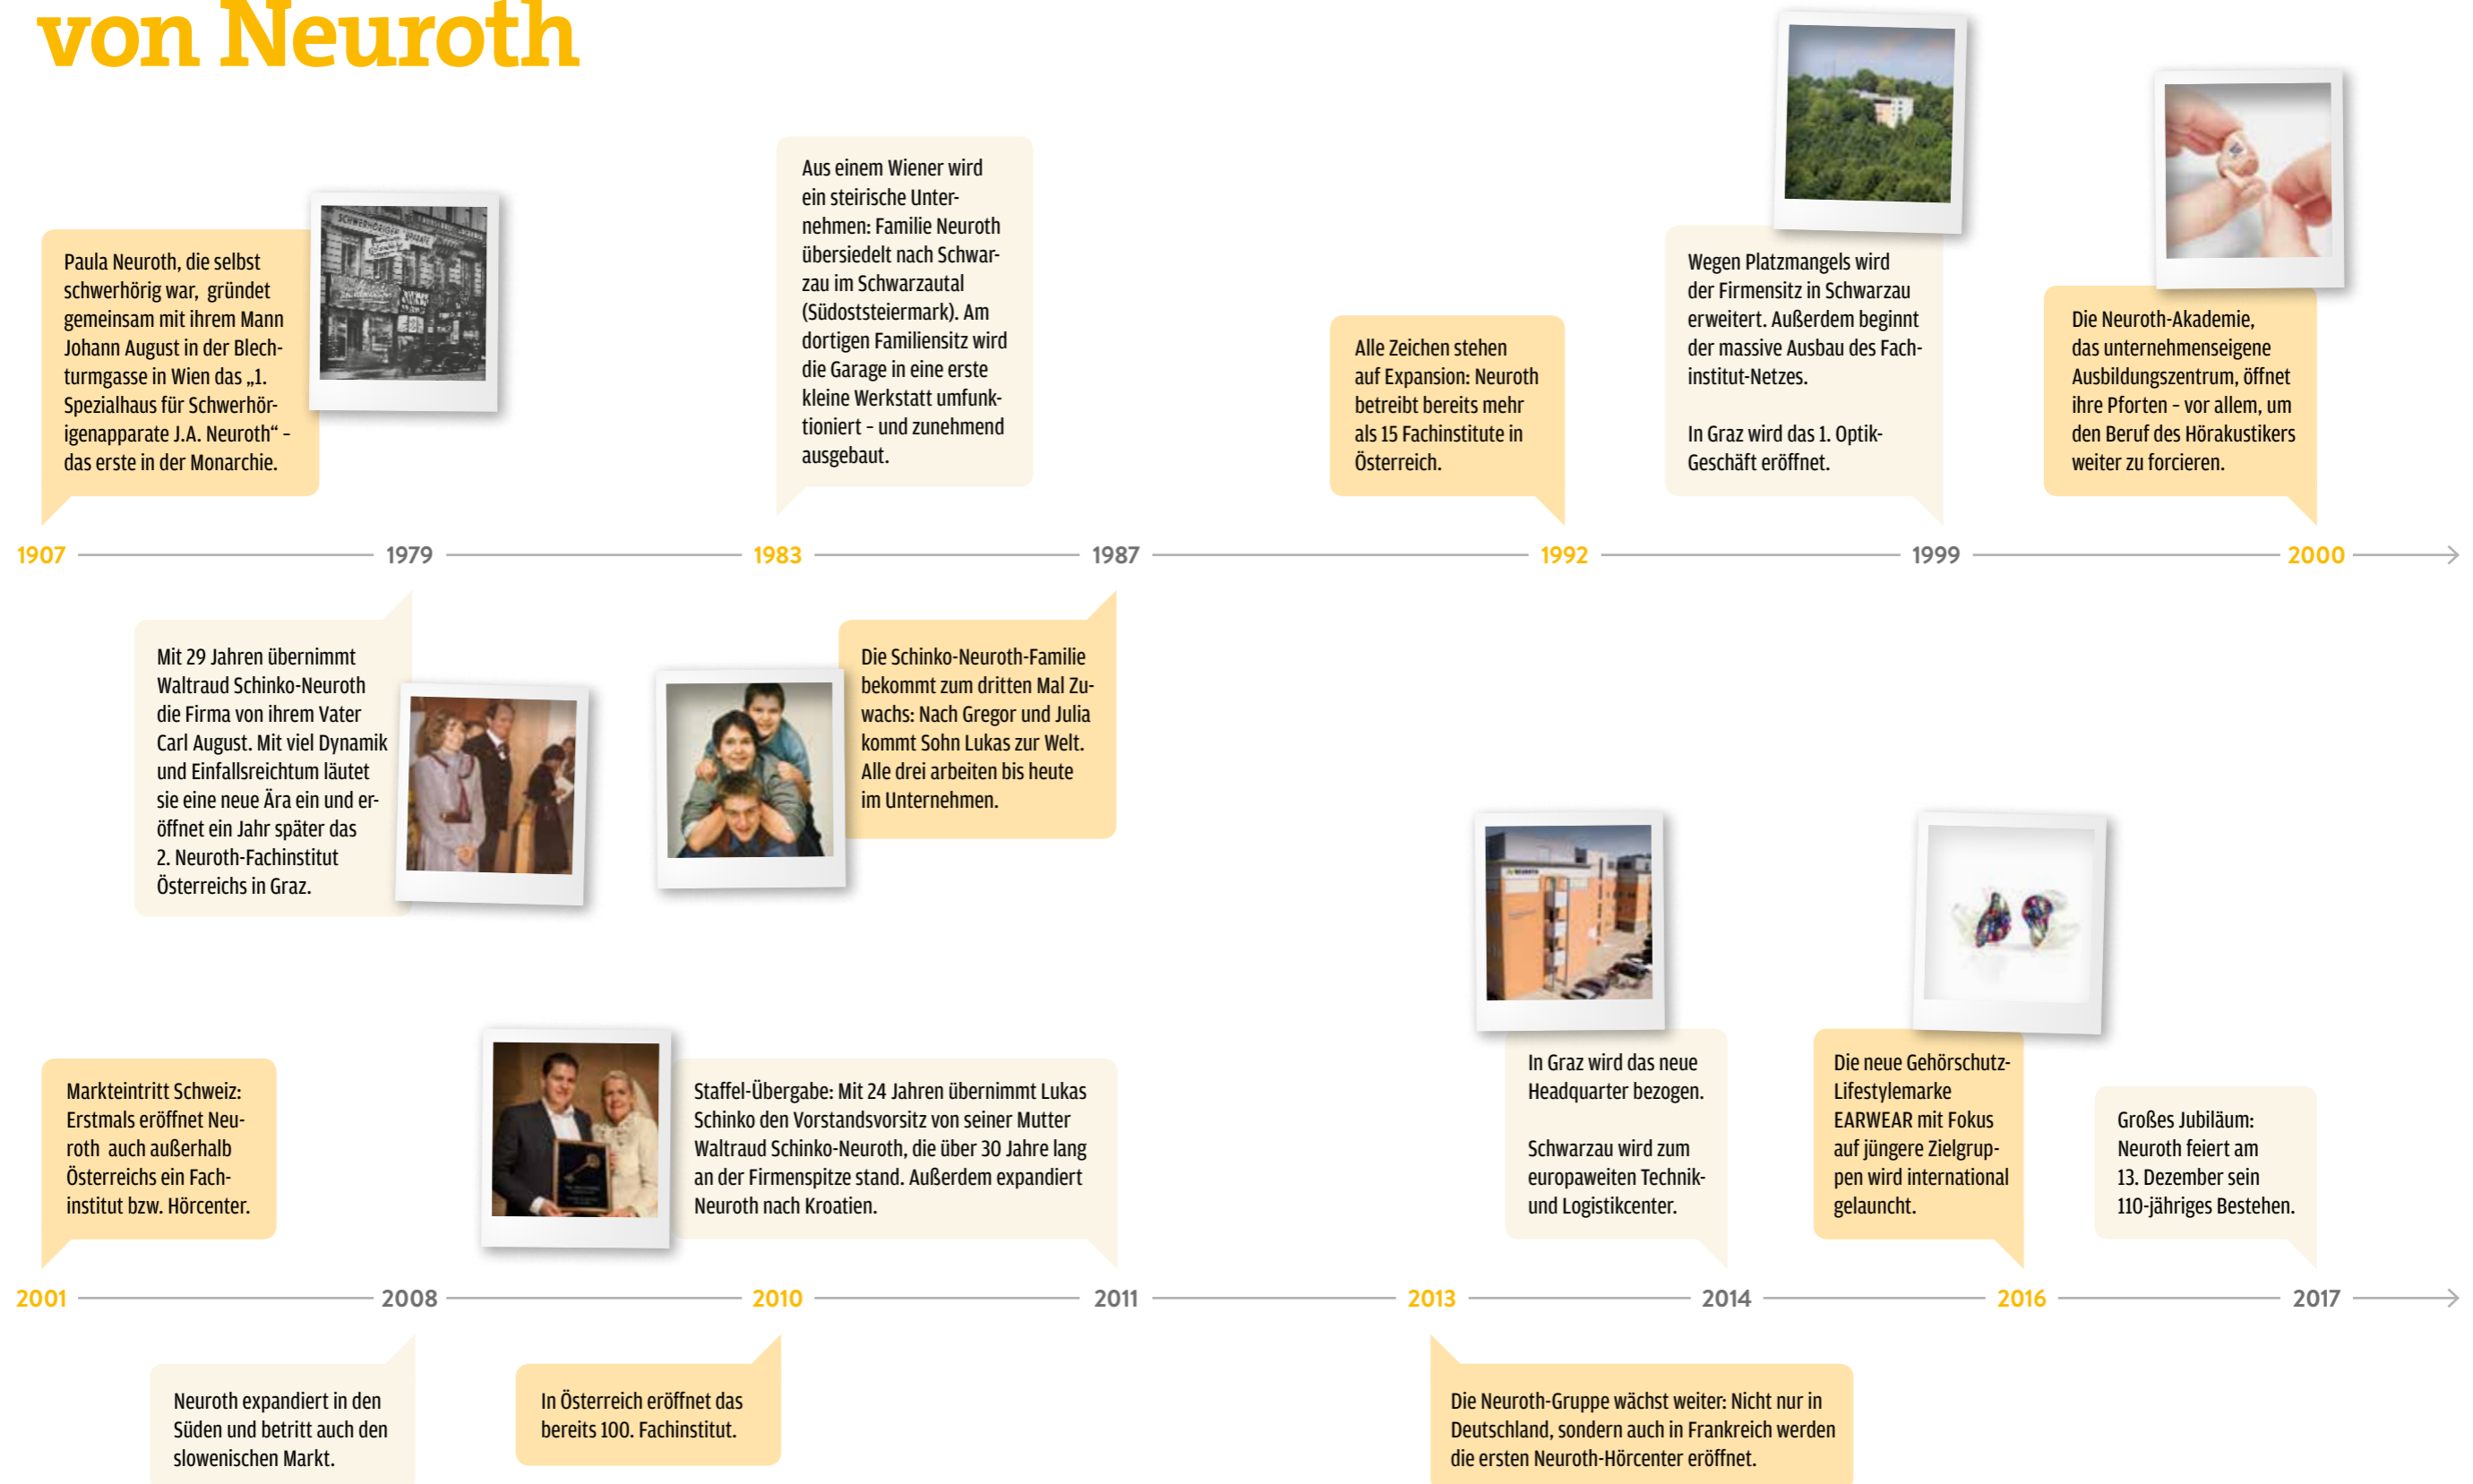 von Neuroth
Paula Neuroth, die selbst
schwerhörig war, gründet
gemeinsam mit ihrem Mann
Johann August in der Blech-
turmgasse in Wien das „1.
Spezialhaus für Schwerhör-
igenapparate J.A. Neuroth“ –
das erste in der Monarchie.
SCHWERHÖRIGEN APPARATE
Aus einem Wiener wird
ein steirische Unter-
nehmen: Familie Neuroth
übersiedelt nach Schwar-
zau im Schwarzautal
(Südoststeiermark). Am
dortigen Familiensitz wird
die Garage in eine erste
kleine Werkstatt umfunk-
tioniert – und zunehmend
ausgebaut.
Alle Zeichen stehen
auf Expansion: Neuroth
betreibt bereits mehr
als 15 Fachinstitute in
Österreich.
Wegen Platzmangels wird
der Firmensitz in Schwarzau
erweitert. Außerdem beginnt
der massive Ausbau des Fach-
institut-Netzes.
In Graz wird das 1. Optik-
Geschäft eröffnet.
Die Neuroth-Akademie,
das unternehmenseigene
Ausbildungszentrum, öffnet
ihre Pforten – vor allem, um
den Beruf des Hörakustikers
weiter zu forcieren.
1907 1979 1983 1987 1992 1999 2000
Mit 29 Jahren übernimmt
Waltraud Schinko-Neuroth
die Firma von ihrem Vater
Carl August. Mit viel Dynamik
und Einfallsreichtum läutet
sie eine neue Ära ein und er-
öffnet ein Jahr später das
2. Neuroth-Fachinstitut
Österreichs in Graz.
Die Schinko-Neuroth-Familie
bekommt zum dritten Mal Zu-
wachs: Nach Gregor und Julia
kommt Sohn Lukas zur Welt.
Alle drei arbeiten bis heute
im Unternehmen.
Markteintritt Schweiz:
Erstmals eröffnet Neu-
roth auch außerhalb
Österreichs ein Fach-
institut bzw. Hörcenter.
Staffel-Übergabe: Mit 24 Jahren übernimmt Lukas
Schinko den Vorstandsvorsitz von seiner Mutter
Waltraud Schinko-Neuroth, die über 30 Jahre lang
an der Firmenspitze stand. Außerdem expandiert
Neuroth nach Kroatien.
NEUROTH
In Graz wird das neue
Headquarter bezogen.
Schwarzau wird zum
europaweiten Technik-
und Logistikcenter.
Die neue Gehörschutz-
Lifestylemarke
EARWEAR mit Fokus
auf jüngere Zielgrup-
pen wird international
gelauncht.
Großes Jubiläum:
Neuroth feiert am
13. Dezember sein
110-jähriges Bestehen.
2001 2008 2010 2011 2013 2014 2016 2017
Neuroth expandiert in den
Süden und betritt auch den
slowenischen Markt.
In Österreich eröffnet das
bereits 100. Fachinstitut.
Die Neuroth-Gruppe wächst weiter: Nicht nur in
Deutschland, sondern auch in Frankreich werden
die ersten Neuroth-Hörcenter eröffnet.